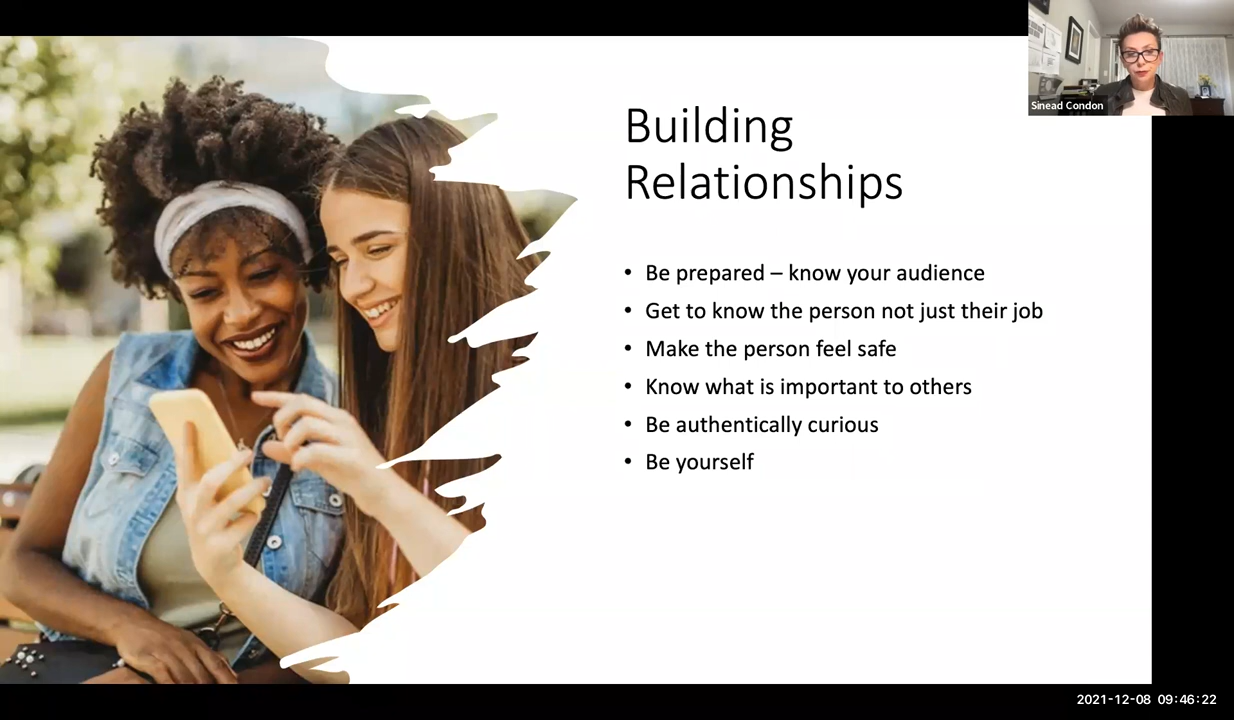 Building
Relationships
• Be prepared – know your audience
• Get to know the person not just their job
• Make the person feel safe
• Know what is important to others
• Be authentically curious
• Be yourself
Sinead Condon
2021-12-08 09:46:22